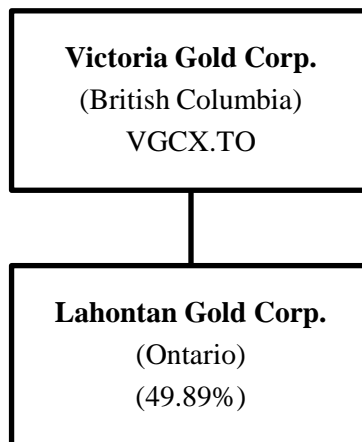 Victoria Gold Corp.
(British Columbia)
VGCX.TO
Lahontan Gold Corp.
(Ontario)
(49.89%)